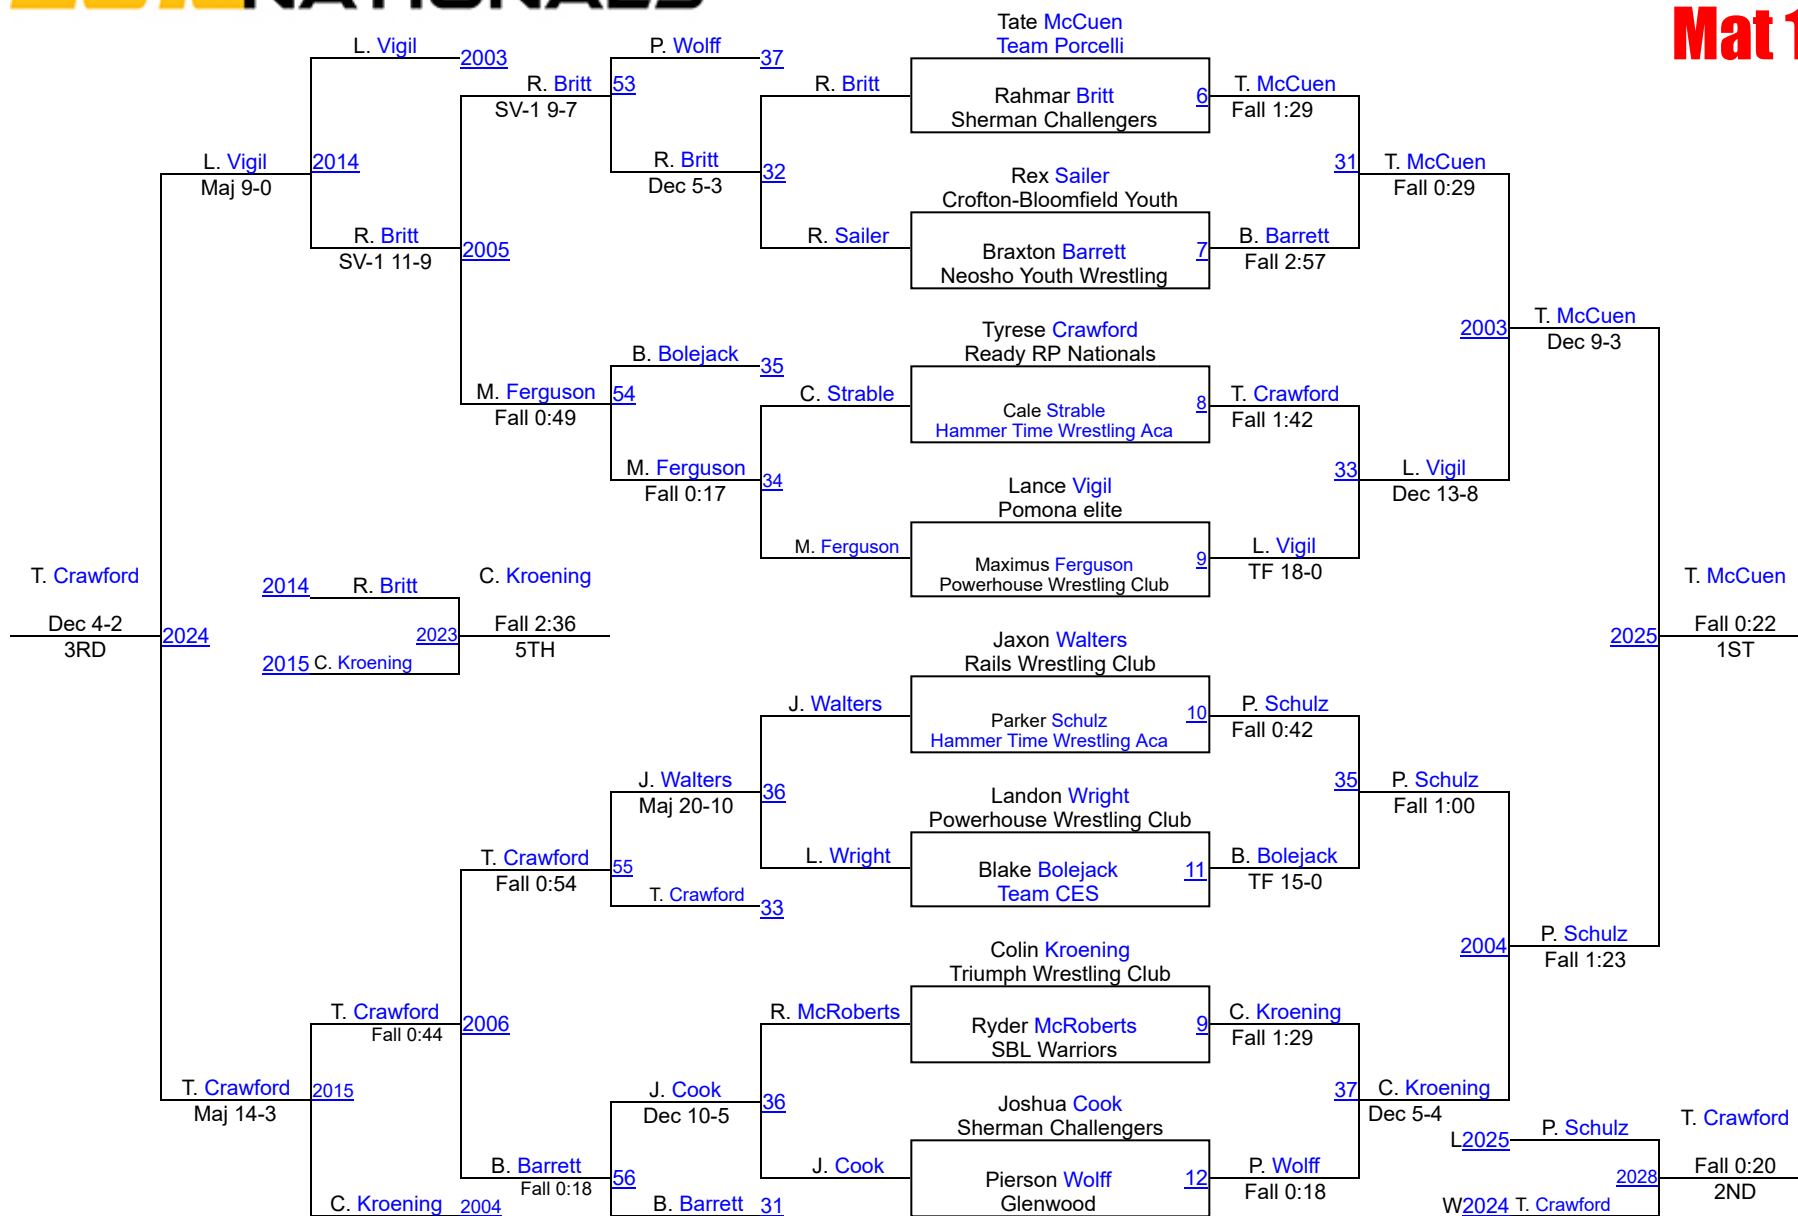 NATIONALS
Mat 1
L. Vigil
2003
R. Britt
SV-1 9-7
53
P. Wolff
37
R. Britt
Dec 5-3
32
R. Britt
R. Sailer
L. Vigil
Maj 9-0
2014
R. Britt
SV-1 11-9
2005
B. Bolejack
35
M. Ferguson
Fall 0:49
54
M. Ferguson
Fall 0:17
34
C. Strable
M. Ferguson
T. Crawford
Dec 4-2
3RD
2024
2014
R. Britt
2015
C. Kroening
2023
C. Kroening
Fall 2:36
5TH
J. Walters
J. Walters
Maj 20-10
36
L. Wright
T. Crawford
Fall 0:54
55
T. Crawford
33
T. Crawford
Fall 0:44
2006
T. Crawford
Maj 14-3
2015
R. McRoberts
J. Cook
Dec 10-5
36
J. Cook
B. Barrett
Fall 0:18
56
B. Barrett
31
C. Kroening
2004
Tate McCuen
Team Porcelli
Rahmar Britt
Sherman Challengers
6
Rex Sailer
Crofton-Bloomfield Youth
Braxton Barrett
Neosho Youth Wrestling
7
Tyrese Crawford
Ready RP Nationals
Cale Strable
Hammer Time Wrestling Aca
8
Lance Vigil
Pomona elite
Maximus Ferguson
Powerhouse Wrestling Club
9
Jaxon Walters
Rails Wrestling Club
Parker Schulz
Hammer Time Wrestling Aca
10
Landon Wright
Powerhouse Wrestling Club
Blake Bolejack
Team CES
11
Colin Kroening
Triumph Wrestling Club
Ryder McRoberts
SBL Warriors
9
Joshua Cook
Sherman Challengers
Pierson Wolff
Glenwood
12
T. McCuen
Fall 1:29
31
B. Barrett
Fall 2:57
T. McCuen
Fall 0:29
T. Crawford
Fall 1:42
33
L. Vigil
TF 18-0
L. Vigil
Dec 13-8
2003
T. McCuen
Dec 9-3
P. Schulz
Fall 0:42
35
B. Bolejack
TF 15-0
P. Schulz
Fall 1:00
C. Kroening
Fall 1:29
37
P. Wolff
Fall 0:18
C. Kroening
Dec 5-4
2004
P. Schulz
Fall 1:23
2025
T. McCuen
Fall 0:22
1ST
L2025
P. Schulz
W2024
T. Crawford
2028
T. Crawford
Fall 0:20
2ND